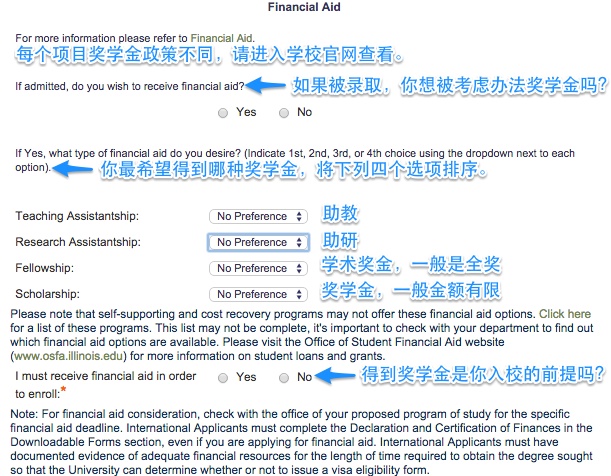 Financial Aid
For more information please refer to Financial Aid.
每个项目奖学金政策不同，请进入学校官网查看。
If admitted, do you wish to receive financial aid? 如果被录取，你想被考虑办法奖学金吗?
Yes No
If Yes, what type of financial aid do you desire? (Indicate 1st, 2nd, 3rd, or 4th choice using the dropdown next to each
option). 你最希望得到哪种奖学金，将下列四个选项排序。
Teaching Assistantship: No Preference 助教
Research Assistantship: No Preference 助研
Fellowship: No Preference 学术奖金，一般是全奖
Scholarship: No Preference 奖学金，一般金额有限
Please note that self-supporting and cost recovery programs may not offer these financial aid options. Click here
for a list of these programs. This list may not be complete, it's important to check with your department to find out
which financial aid options are available. Please visit the Office of Student Financial Aid website
(www.osfa.illinois.edu) for more information on student loans and grants.
I must receive financial aid in order Yes No 得到奖学金是你入校的前提吗?
to enroll:*
Note: For financial aid consideration, check with the office of your proposed program of study for the specific
financial aid deadline. International Applicants must complete the Declaration and Certification of Finances in the
Downloadable Forms section, even if you are applying for financial aid. International Applicants must have
documented evidence of adequate financial resources for the length of time required to obtain the degree sought
so that the University can determine whether or not to issue a visa eligibility form.